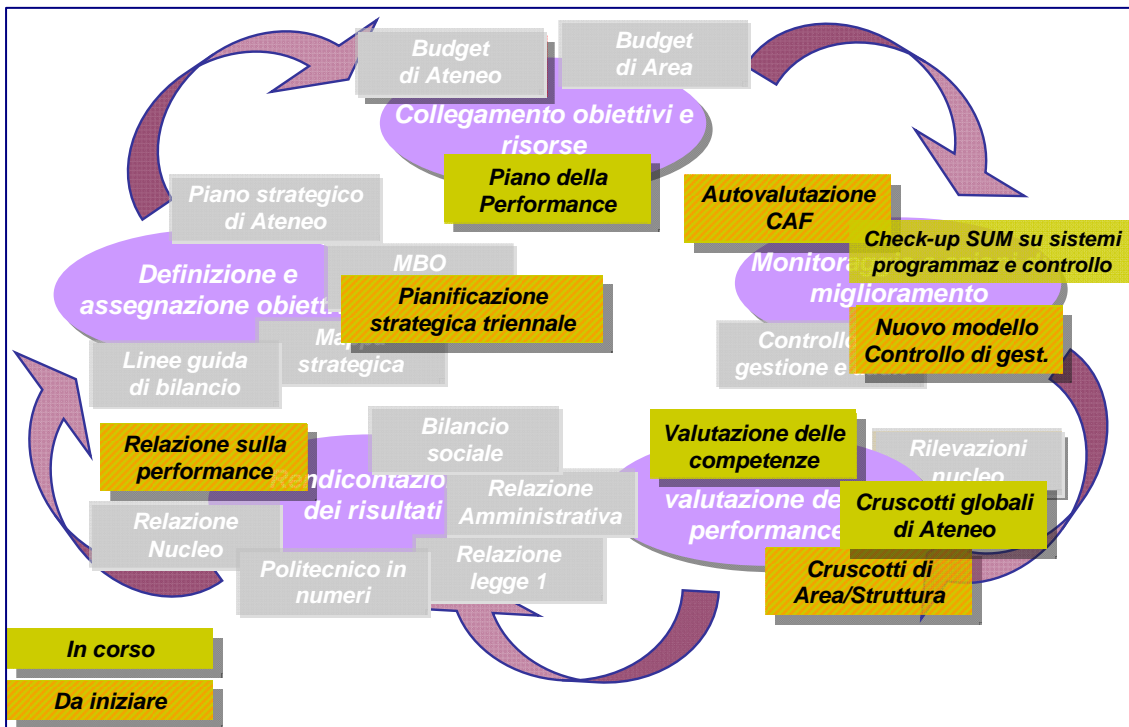 Budget
di Ateneo
Budget
di Area
Collegamento obiettivi e
risorse
Piano della
Performance
Piano strategico
di Ateneo
Definizione e
assegnazione
MBO
Pianificazione
strategica triennale
strategica
Linee guida
di bilancio
Autovalutazione
CAF
Check-up SUM su sistemi
programmaz e controllo
miglioramento
Nuovo modello
Controllo di gest.
gestione e
Relazione sulla
performance
dei risultati
Bilancio
sociale
Relazione
Amministrativa
Relazione
Nucleo
Politecnico in
numeri
Relazione
legge 1
Valutazione delle
competenze
Rilevazioni
nucleo
valutazione
performance
Cruscotti globali
di Ateneo
Cruscotti di
Area/Struttura
In corso
Da iniziare